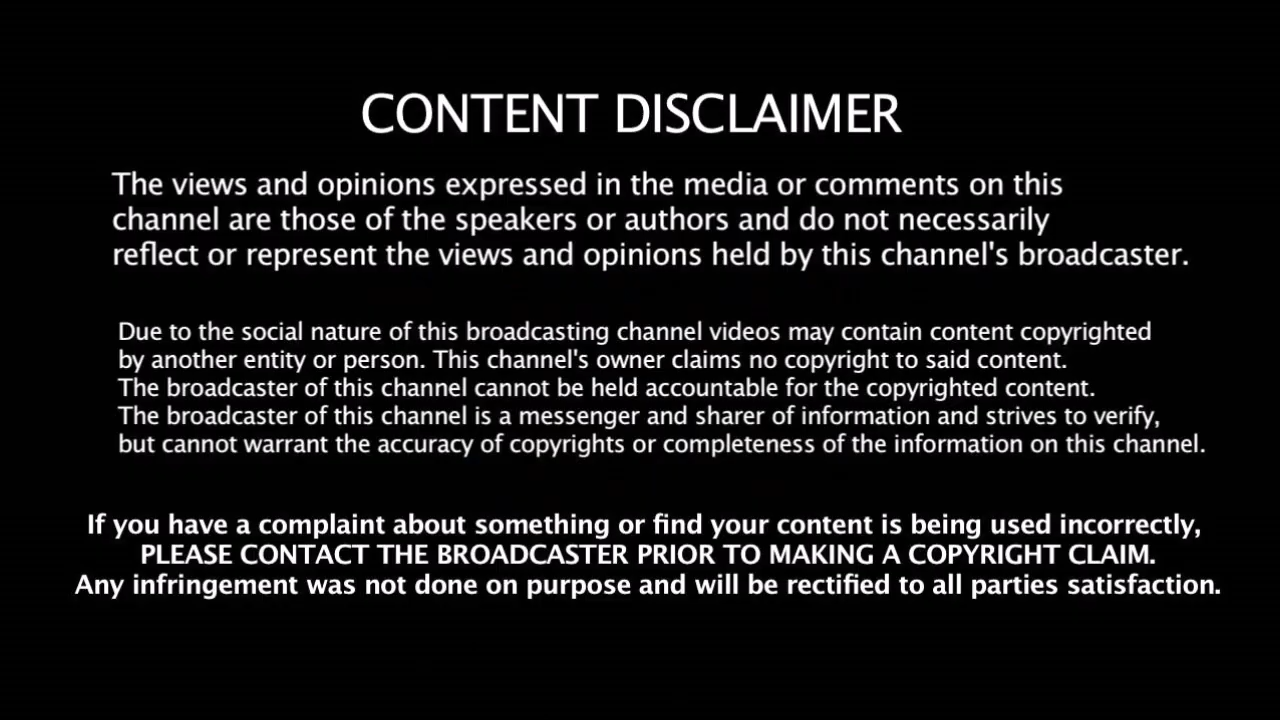 CONTENT DISCLAIMER
The views and opinions expressed in the media or comments on this
channel are those of the speakers or authors and do not necessarily
reflect or represent the views and opinions held by this channel's broadcaster.
Due to the social nature of this broadcasting channel videos may contain content copyrighted
by another entity or person. This channel's owner claims no copyright to said content.
The broadcaster of this channel cannot be held accountable for the copyrighted content.
The broadcaster of this channel is a messenger and sharer of information and strives to verify,
but cannot warrant the accuracy of copyrights or completeness of the information on this channel.
If you have a complaint about something or find your content is being used incorrectly,
PLEASE CONTACT THE BROADCASTER PRIOR TO MAKING A COPYRIGHT CLAIM.
Any infringement was not done on purpose and will be rectified to all parties satisfaction.